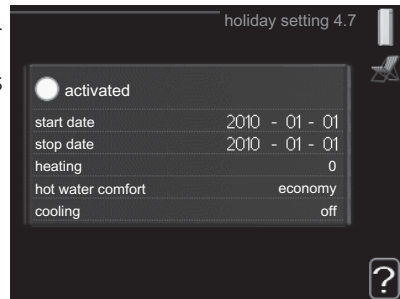 holiday setting 4.7
activated
start date 2010 - 01 - 01
stop date 2010 - 01 - 01
heating 0
hot water comfort economy
cooling off
?